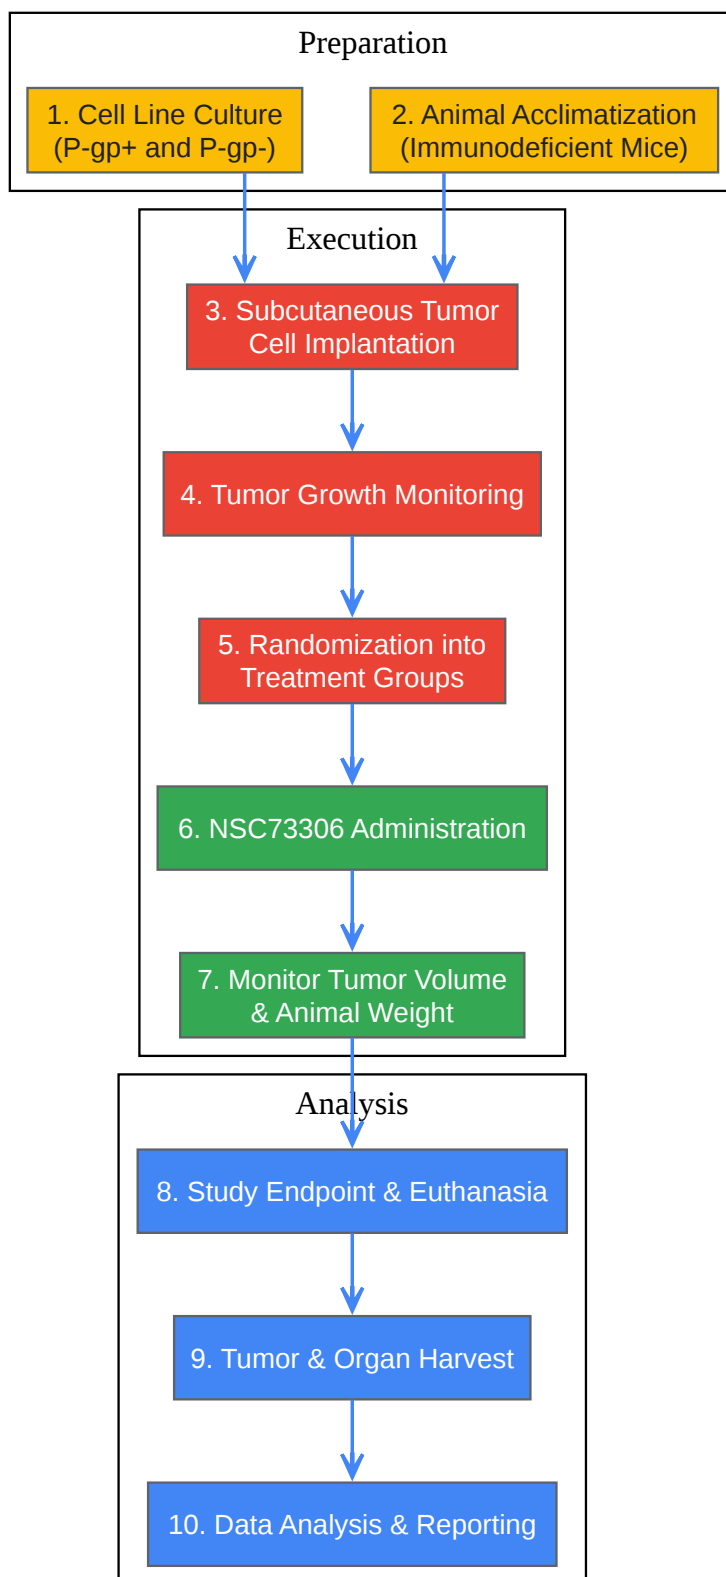 Preparation
1. Cell Line Culture
(P-gp+ and P-gp-)
2. Animal Acclimatization
(Immunodeficient Mice)
Execution
3. Subcutaneous Tumor
Cell Implantation
4. Tumor Growth Monitoring
5. Randomization into
Treatment Groups
6. NSC73306 Administration
7. Monitor Tumor Volume
& Animal Weight
Analysis
8. Study Endpoint & Euthanasia
9. Tumor & Organ Harvest
10. Data Analysis & Reporting